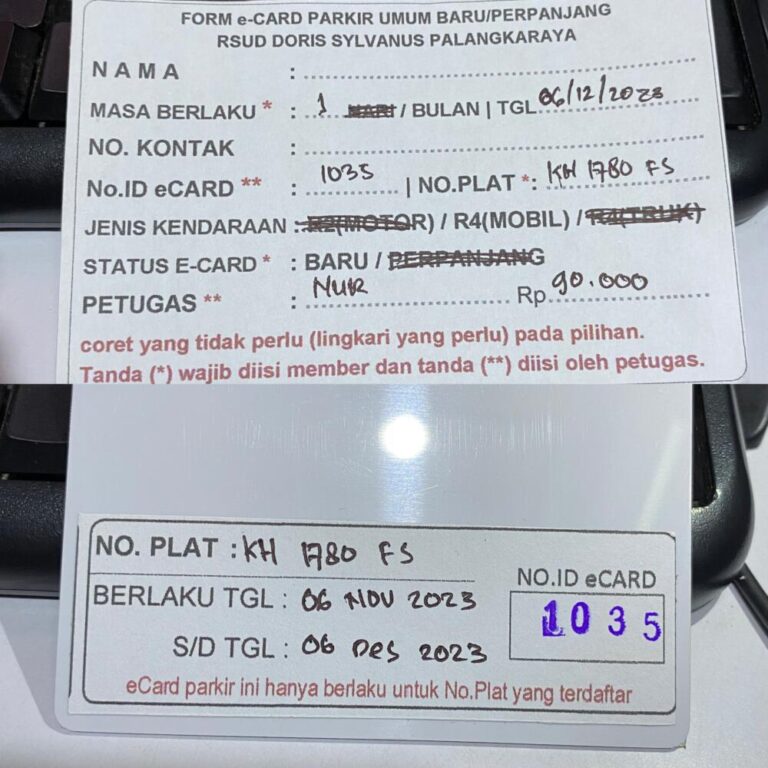 FORM e-CARD PARKIR UMUM BARU/PERPANJANG
RSUD DORIS SYLVANUS PALANGKARAYA
NAMA :
MASA BERLAKU * : 1 HARI / BULAN | TGL 06/12/2023
NO. KONTAK :
No.ID eCARD ** : 1035 | NO.PLAT *: KH 1780 FS
JENIS KENDARAAN : R2(MOTOR) / R4(MOBIL) / R4(TRUK)
STATUS E-CARD * : BARU / PERPANJANG
PETUGAS ** : NUR Rp. 90.000
coret yang tidak perlu (lingkari yang perlu) pada pilihan.
Tanda (*) wajib diisi member dan tanda (**) diisi oleh petugas.
NO. PLAT : KH 1780 FS
BERLAKU TGL : 06 NOV 2023
S/D TGL : 06 Des 2023
NO.ID eCARD
1035
eCard parkir ini hanya berlaku untuk No.Plat yang terdaftar